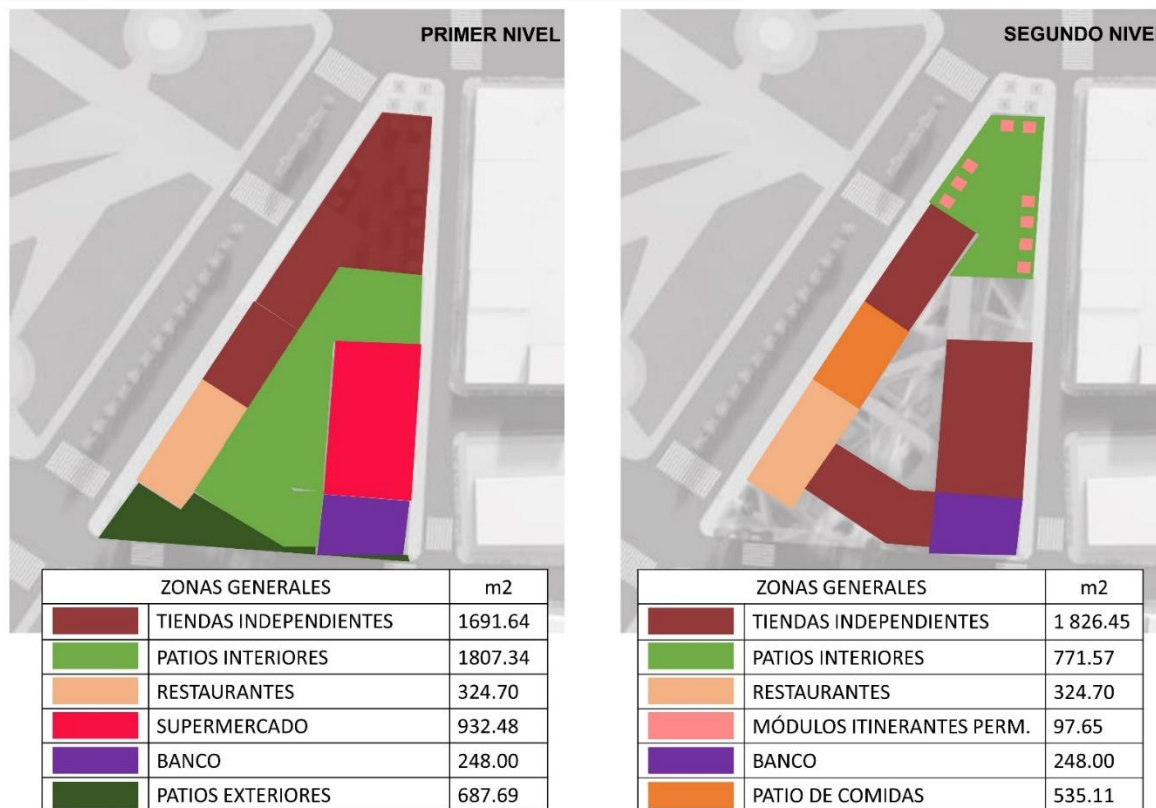 PRIMER NIVEL
ZONAS GENERALES m2
TIENDAS INDEPENDIENTES 1691.64
PATIOS INTERIORES 1807.34
RESTAURANTES 324.70
SUPERMERCADO 932.48
BANCO 248.00
PATIOS EXTERIORES 687.69
SEGUNDO NIVEL
ZONAS GENERALES m2
TIENDAS INDEPENDIENTES 1 826.45
PATIOS INTERIORES 771.57
RESTAURANTES 324.70
MÓDULOS ITINERANTES PERM. 97.65
BANCO 248.00
PATIO DE COMIDAS 535.11